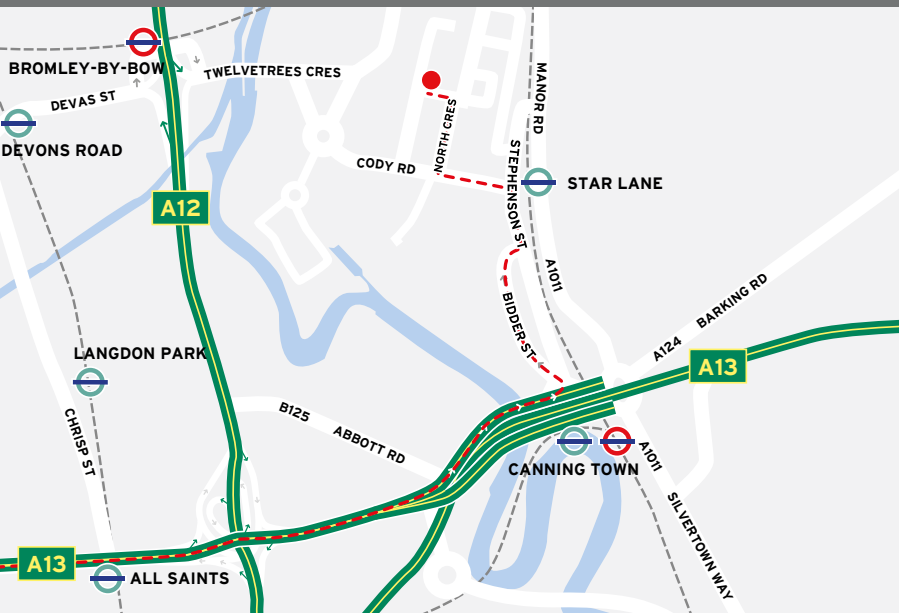 BROMLEY-BY-BOW
TWELVETREES CRES
DEVAS ST
DEVONS ROAD
MANOR RD
NORTH CRES
STEPHENSON ST
CODY RD
STAR LANE
A12
A1011
BARKING RD
BIDDER ST
A124
LANGDON PARK
A13
CHRISP ST
B125
ABBOTT RD
CANNING TOWN
A1011
SILVERTOWN WAY
A13
ALL SAINTS